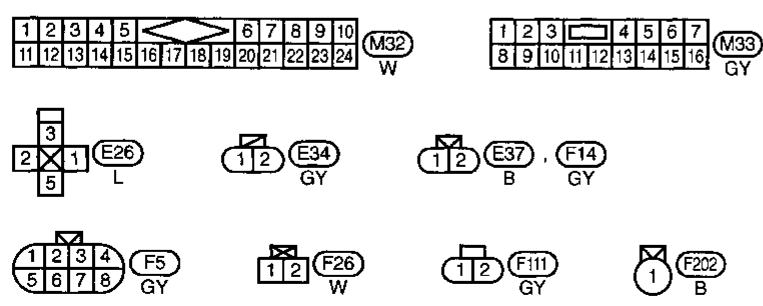 1 2 3 4 5 6 7 8 9 10
11 12 13 14 15 16 17 18 19 20 21 22 23 24
M32
W
1 2 3 4 5 6 7
8 9 10 11 12 13 14 15 16
M33
GY
3
2 1
5
E26
L
1 2
E34
GY
1 2
E37 , F14
B GY
1 2 3 4
5 6 7 8
F5
GY
1 2
F26
W
1 2
F111
GY
1
F202
B